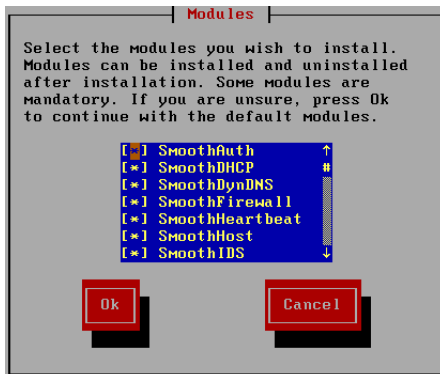 Modules
Select the modules you wish to install.
Modules can be installed and uninstalled
after installation. Some modules are
mandatory. If you are unsure, press Ok
to continue with the default modules.
[*] SmoothAuth ↑
[*] SmoothDHCP #
[*] SmoothDynDNS
[*] SmoothFirewall
[*] SmoothHeartbeat
[*] SmoothHost
[*] SmoothIDS ↓
Ok Cancel